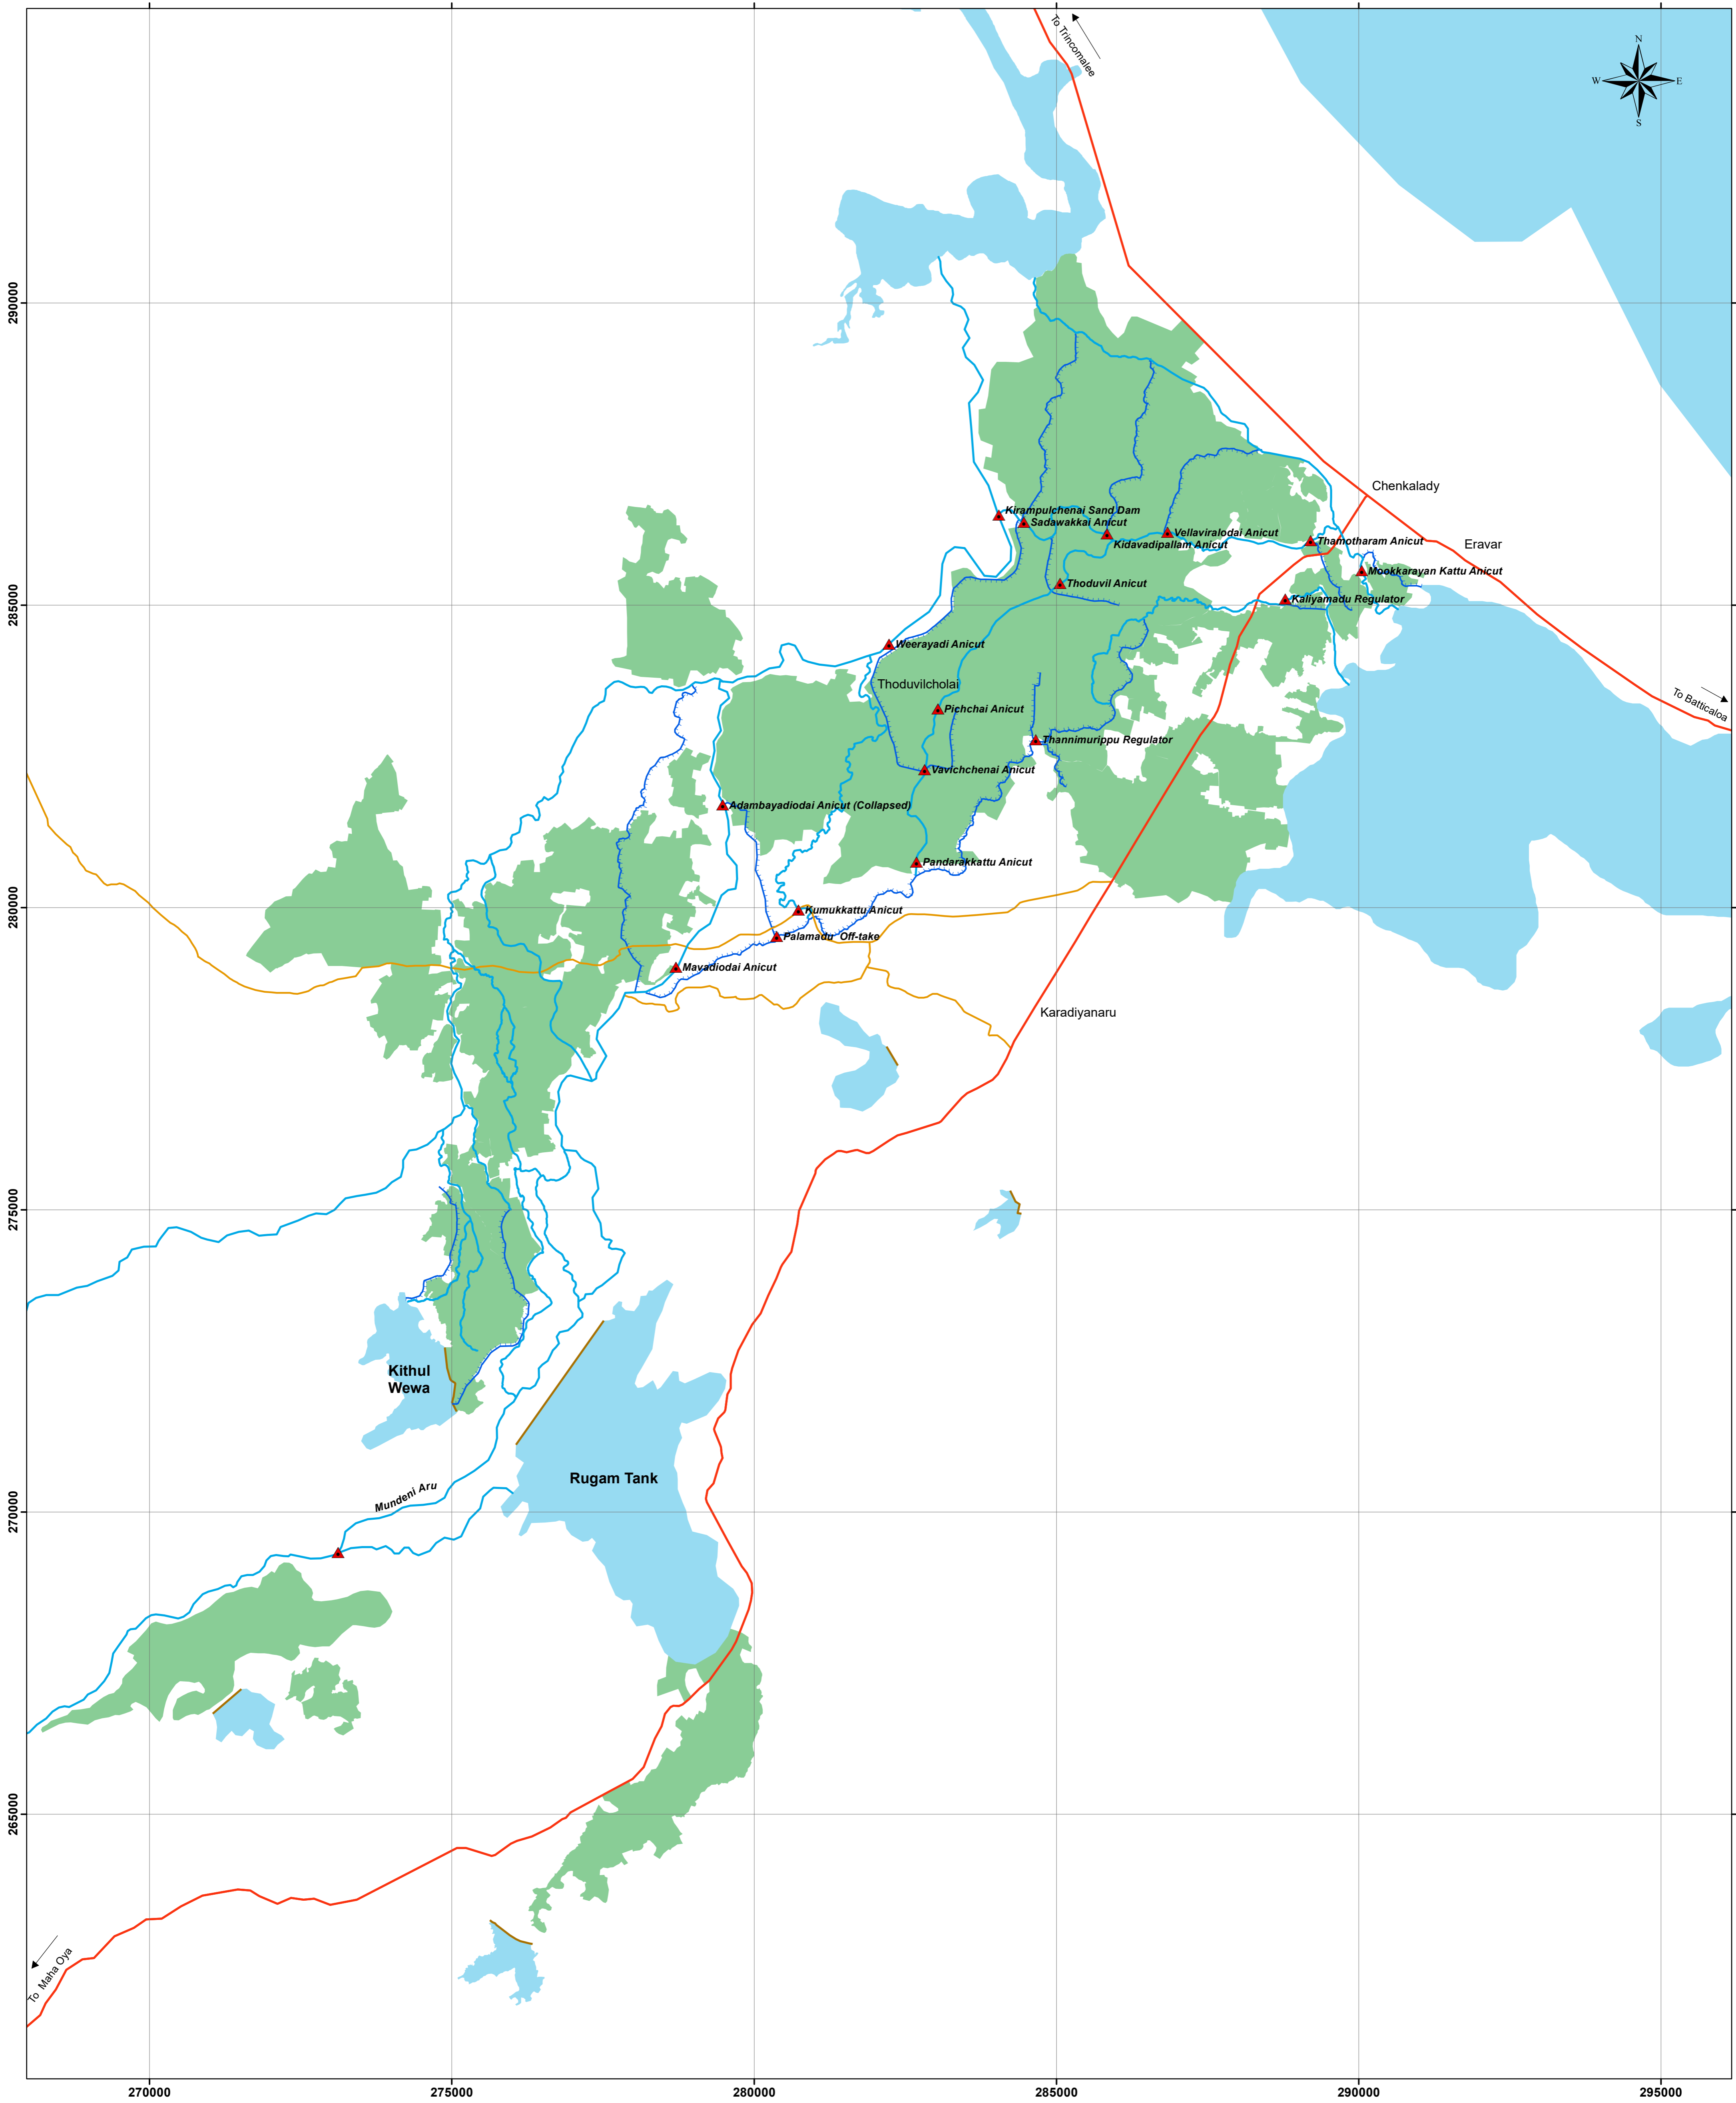 To Trincomalee
N
W
E
S
290000
Chenkalady
Kirampulchenai Sand Dam
Sadawakkai Anicut
Vellaviralodai Anicut
Kidavadipallam Anicut
Thamotharam Anicut
Eravar
Mookkarayan Kattu Anicut
Thoduvil Anicut
Kaliyamadu Regulator
285000
Weerayadi Anicut
Thoduvilcholai
Pichchai Anicut
To Batticaloa
Thannimurippu Regulator
Vavichchenai Anicut
Adambayadiodai Anicut (Collapsed)
Pandarakkattu Anicut
280000
Kumukkattu Anicut
Palamadu Off-take
Mavadiodai Anicut
Karadiyanaru
275000
Kithul
Wewa
Rugam Tank
Mundeni Aru
270000
265000
To Maha Oya
270000
275000
280000
285000
290000
295000